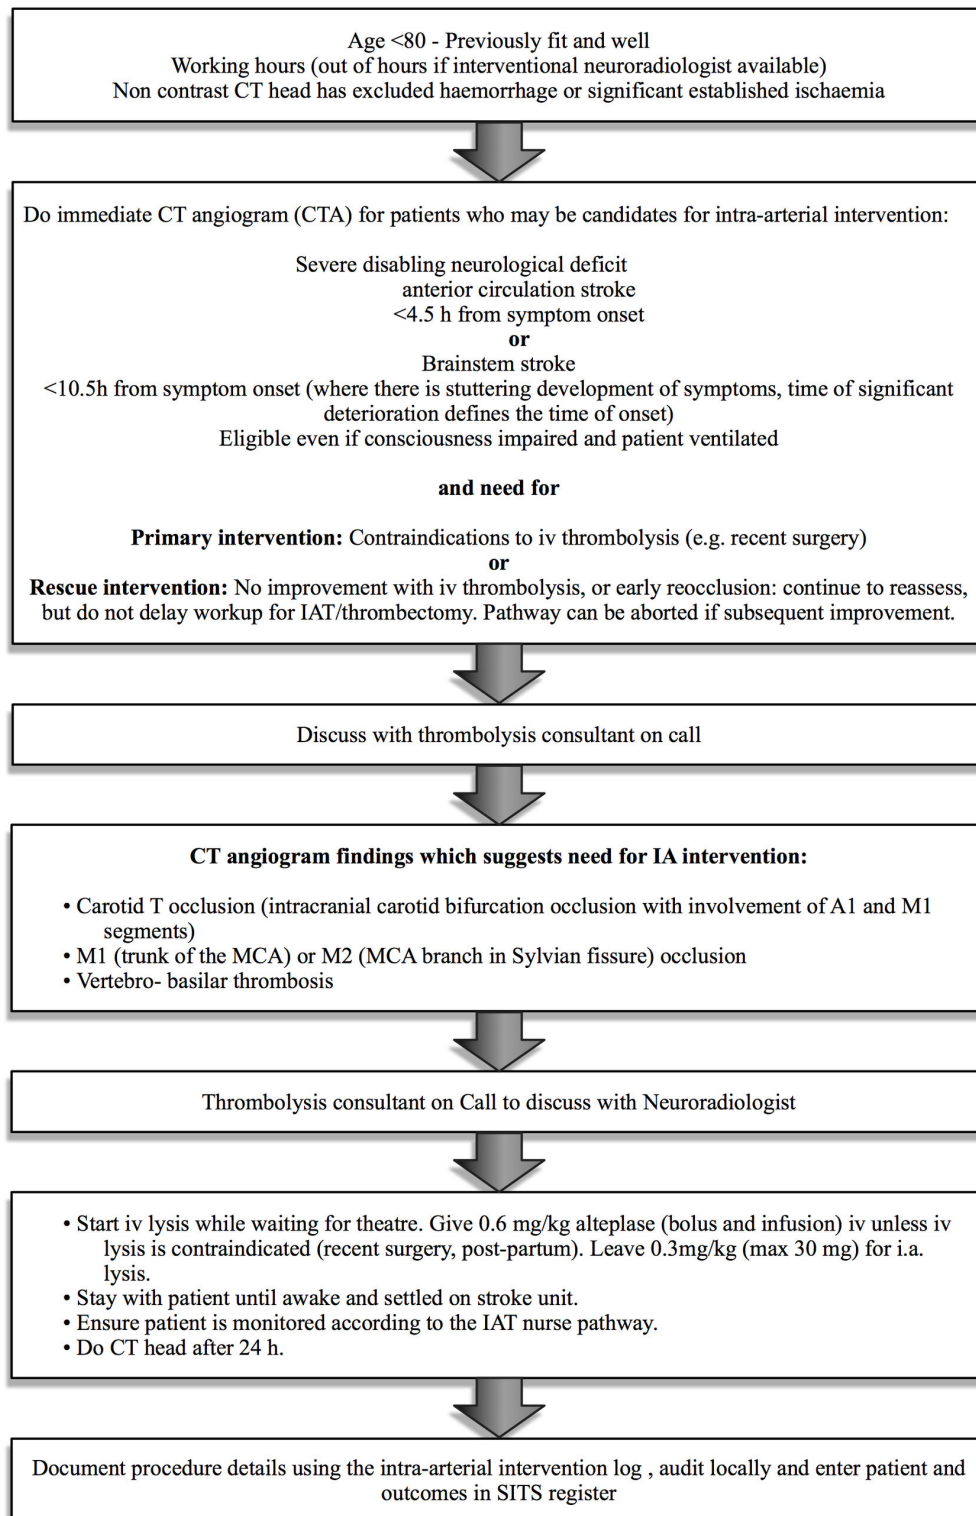 Age <80 - Previously fit and well
Working hours (out of hours if interventional neuroradiologist available)
Non contrast CT head has excluded haemorrhage or significant established ischaemia
Do immediate CT angiogram (CTA) for patients who may be candidates for intra-arterial intervention:
Severe disabling neurological deficit
anterior circulation stroke
<4.5 h from symptom onset
or
Brainstem stroke
<10.5h from symptom onset (where there is stuttering development of symptoms, time of significant
deterioration defines the time of onset)
Eligible even if consciousness impaired and patient ventilated
and need for
Primary intervention: Contraindications to iv thrombolysis (e.g. recent surgery)
or
Rescue intervention: No improvement with iv thrombolysis, or early reocclusion: continue to reassess,
but do not delay workup for IAT/thrombectomy. Pathway can be aborted if subsequent improvement.
Discuss with thrombolysis consultant on call
CT angiogram findings which suggests need for IA intervention:
• Carotid T occlusion (intracranial carotid bifurcation occlusion with involvement of A1 and M1
segments)
• M1 (trunk of the MCA) or M2 (MCA branch in Sylvian fissure) occlusion
• Vertebro- basilar thrombosis
Thrombolysis consultant on Call to discuss with Neuroradiologist
• Start iv lysis while waiting for theatre. Give 0.6 mg/kg alteplase (bolus and infusion) iv unless iv
lysis is contraindicated (recent surgery, post-partum). Leave 0.3mg/kg (max 30 mg) for i.a.
lysis.
• Stay with patient until awake and settled on stroke unit.
• Ensure patient is monitored according to the IAT nurse pathway.
• Do CT head after 24 h.
Document procedure details using the intra-arterial intervention log , audit locally and enter patient and
outcomes in SITS register